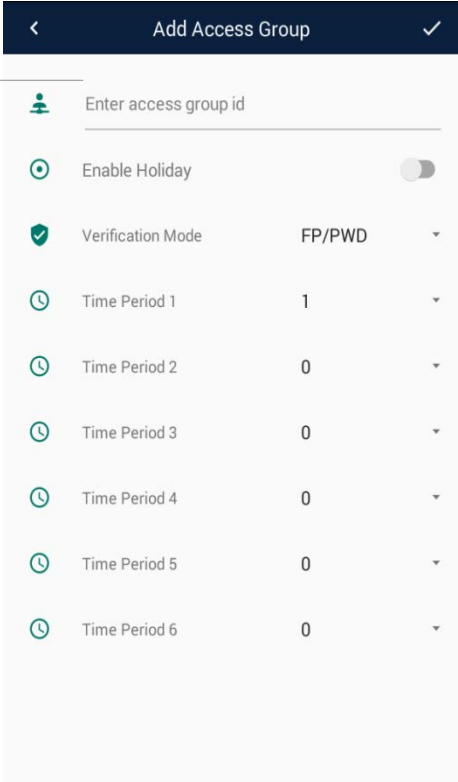 Add Access Group
Enter access group id
Enable Holiday
Verification Mode FP/PWD
Time Period 1 1
Time Period 2 0
Time Period 3 0
Time Period 4 0
Time Period 5 0
Time Period 6 0